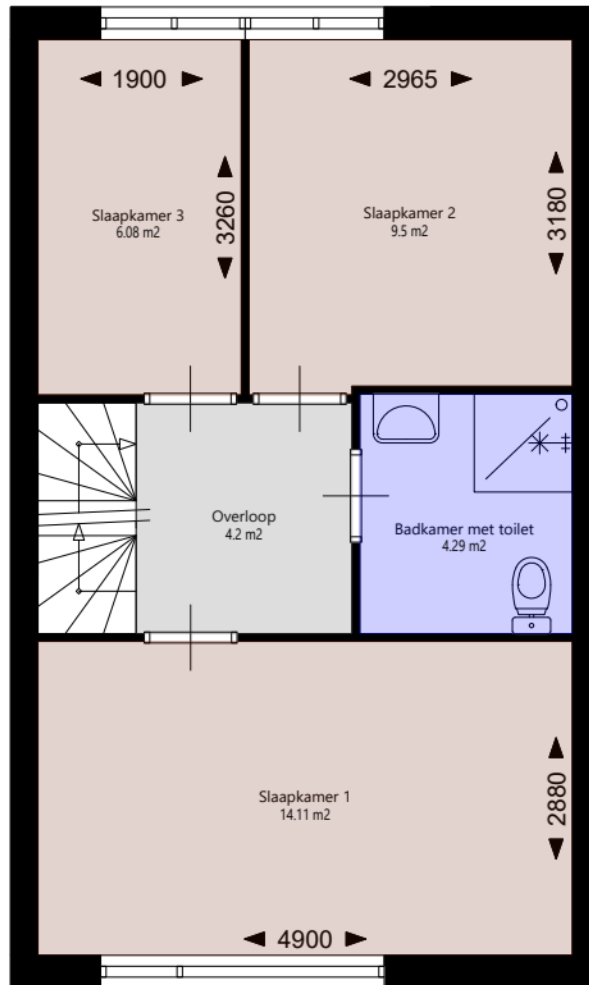 1900
2965
Slaapkamer 3
6.08 m2
3260
Slaapkamer 2
9.5 m2
3180
Overloop
4.2 m2
Badkamer met toilet
4.29 m2
Slaapkamer 1
14.11 m2
2880
4900